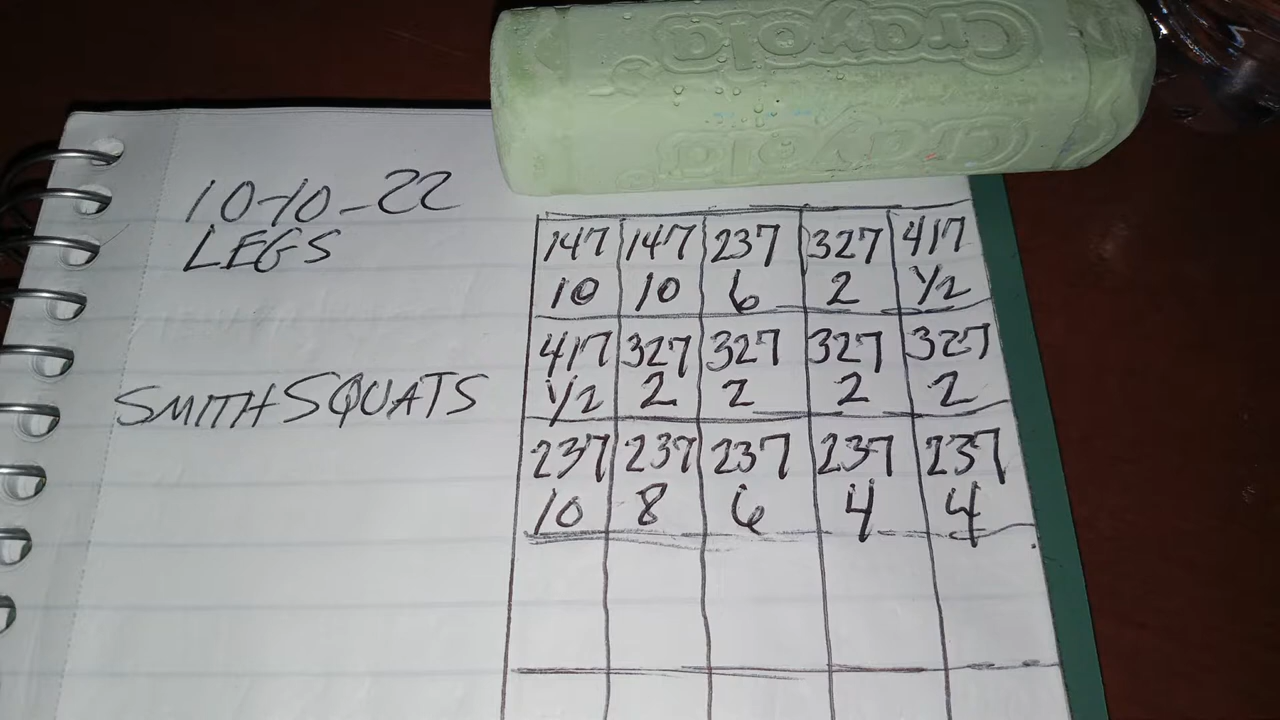 Crayola
Crayola
10-10-22
LEGS
147 147 237 327 417
10 10 6 2 1/2
SMITH SQUATS
417 327 327 327 327
1/2 2 2 2 2
237 237 237 237 237
10 8 6 4 4